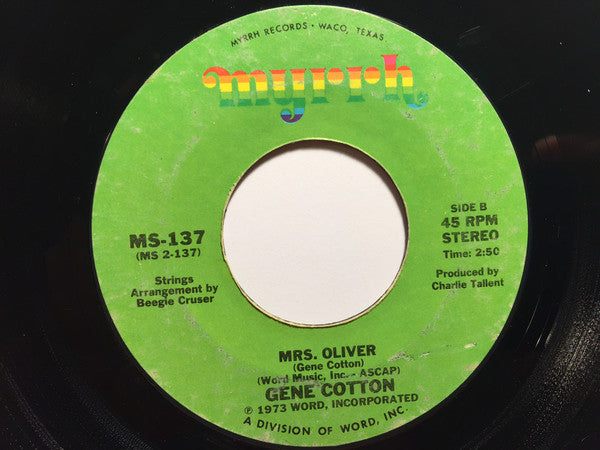 MYRRH RECORDS • WACO, TEXAS
myrrh
MS-137
(MS 2-137)
Strings
Arrangement by
Beegie Cruser
SIDE B
45 RPM
STEREO
Time: 2:50
Produced by
Charlie Tallent
MRS. OLIVER
(Gene Cotton)
(Word Music, Inc.- ASCAP)
GENE COTTON
℗ 1973 WORD, INCORPORATED
A DIVISION OF WORD, INC.